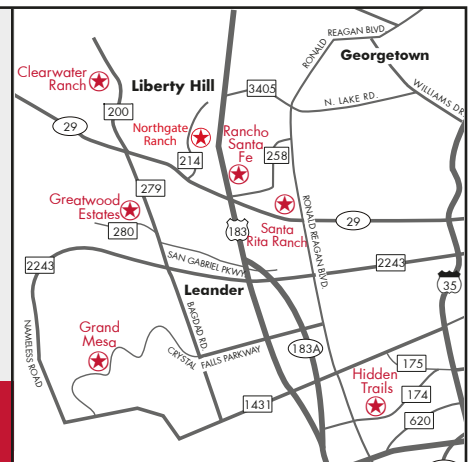 RONALD REAGAN BLVD
Georgetown
Clearwater
Ranch
Liberty Hill
3405
N. LAKE RD.
WILLIAMS DR.
200
29
Northgate
Ranch
Rancho
Santa
Fe
214
258
279
Greatwood
Estates
280
183
Santa
Rita Ranch
RONALD REAGAN BLVD.
29
SAN GABRIEL PKWY
2243
2243
35
Leander
NAMELESS ROAD
BAGDAD RD.
Grand
Mesa
CRYSTAL FALLS PARKWAY
183A
175
Hidden
Trails
174
1431
620